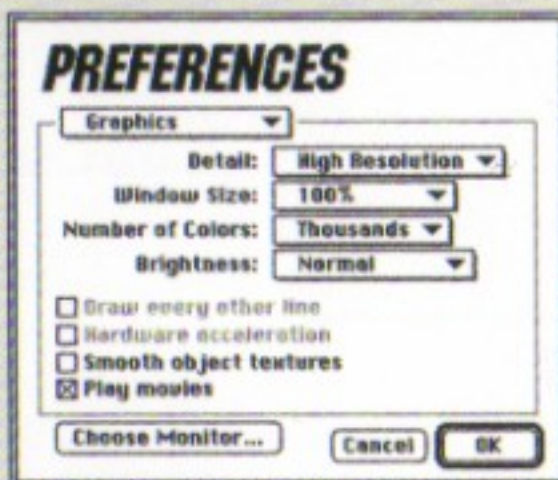 PREFERENCES
Graphics
Detail: High Resolution
Window Size: 100%
Number of Colors: Thousands
Brightness: Normal
Draw every other line
Hardware acceleration
Smooth object textures
Play movies
Choose Monitor...
Cancel
OK